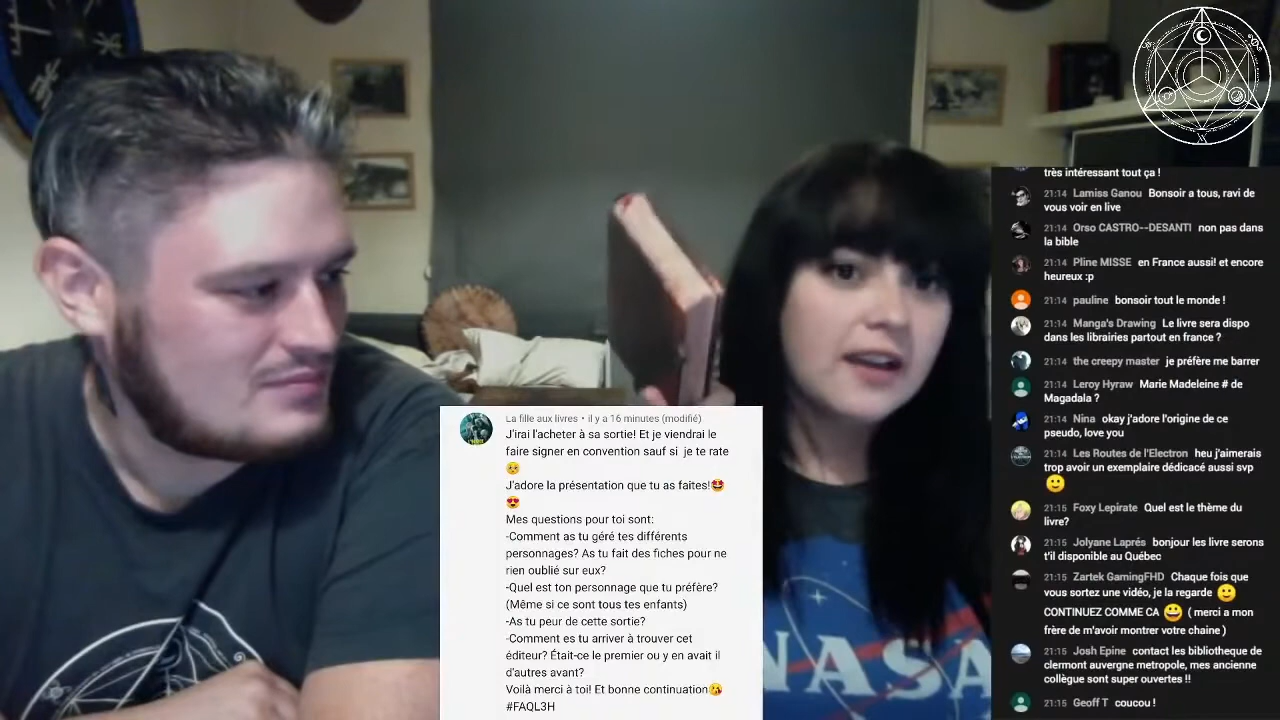 La fille aux livres • il y a 16 minutes (modifié)
J'irai l'acheter à sa sortie! Et je viendrai le
faire signer en convention sauf si je te rate
🥺
J'adore la présentation que tu as faites!🤩
😍
Mes questions pour toi sont:
-Comment as tu géré tes différents
personnages? As tu fait des fiches pour ne
rien oublié sur eux?
-Quel est ton personnage que tu préfère?
(Même si ce sont tous tes enfants)
-As tu peur de cette sortie?
-Comment es tu arriver à trouver cet
éditeur? Était-ce le premier ou y en avait il
d'autres avant?
Voilà merci à toi! Et bonne continuation😘
#FAQL3H
NASA
très intéressant tout ça !
21:14 Lamiss Ganou Bonsoir a tous, ravi de
vous voir en live
21:14 Orso CASTRO--DESANTI non pas dans
la bible
21:14 Pline MISSE en France aussi! et encore
heureux :p
21:14 pauline bonsoir tout le monde !
21:14 Manga's Drawing Le livre sera dispo
dans les librairies partout en france ?
21:14 the creepy master je préfère me barrer
21:14 Leroy Hyraw Marie Madeleine # de
Magadala ?
21:14 Nina okay j'adore l'origine de ce
pseudo, love you
21:14 Les Routes de l'Electron heu j'aimerais
trop avoir un exemplaire dédicacé aussi svp
🙂
21:15 Foxy Lepirate Quel est le thème du
livre?
21:15 Jolyane Laprés bonjour les livre serons
t'il disponible au Québec
21:15 Zartek GamingFHD Chaque fois que
vous sortez une vidéo, je la regarde 🙂
CONTINUEZ COMME CA 😀 ( merci a mon
frère de m'avoir montrer votre chaine )
21:15 Josh Epine contact les bibliotheque de
clermont auvergne metropole, mes ancienne
collègue sont super ouvertes !!
21:15 Geoff T coucou !